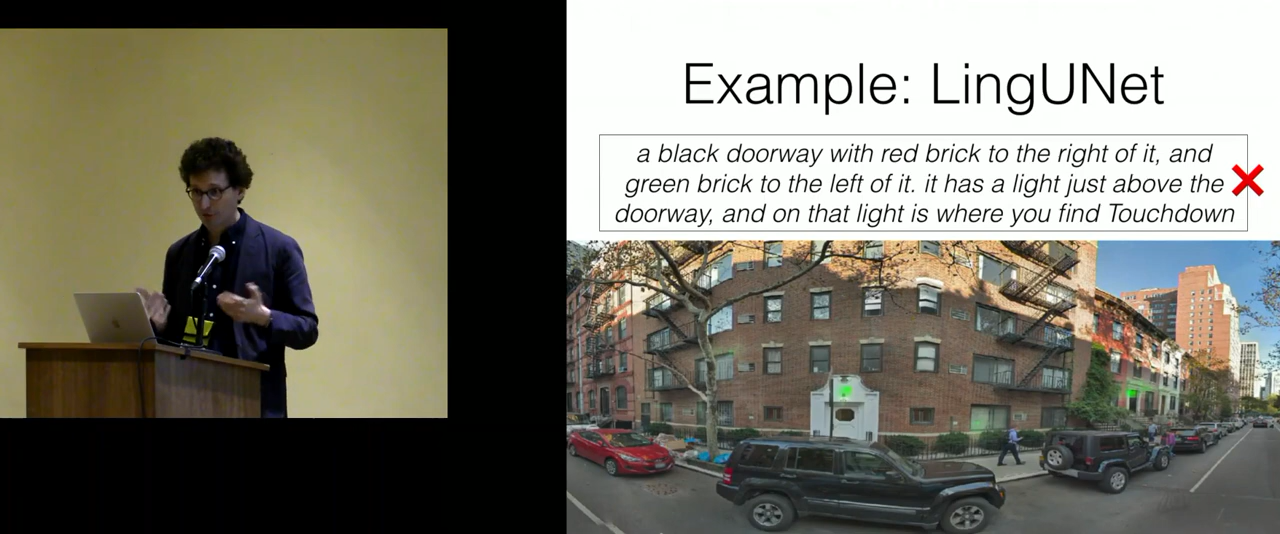 Example: LingUNet
a black doorway with red brick to the right of it, and
green brick to the left of it. it has a light just above the
doorway, and on that light is where you find Touchdown